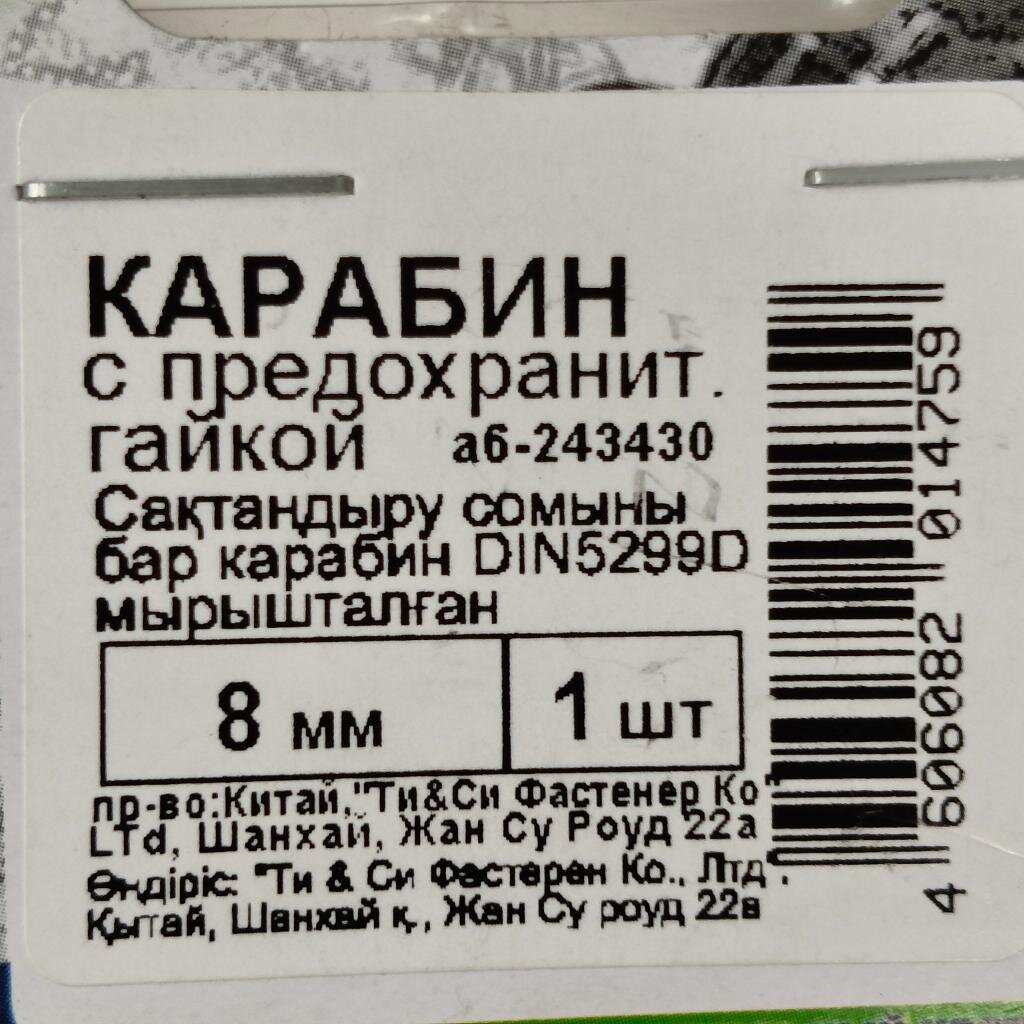 КАРАБИН
с предохранит.
гайкой аб-243430
Сақтандыру сомыны
бар карабин DIN5299D
мырышталған
8 мм 1 шт
пр-во:Китай,"Ти&Си Фастенер Ко
LTd, Шанхай, Жан Су Роуд 22а
Өндіріс: "Ти & Си Фастерен Ко., Лтд".
Қытай, Шанхай қ., Жан Су роуд 22а
4 606082 014759